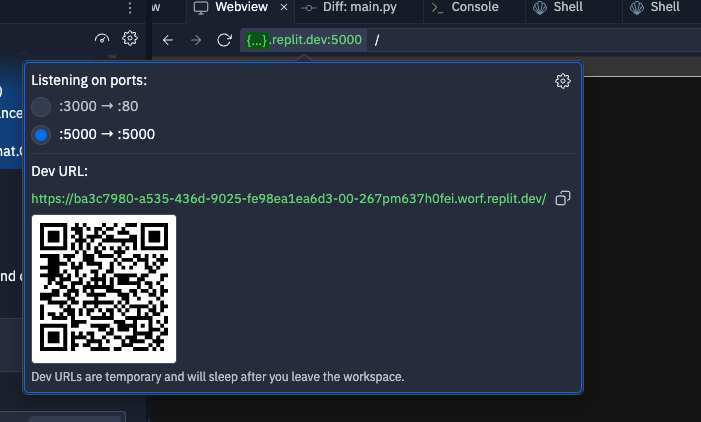 w
Webview
Diff: main.py
Console
Shell
Shell
{...}.replit.dev:5000 /
Listening on ports:
:3000 → :80
:5000 → :5000
Dev URL:
https://ba3c7980-a535-436d-9025-fe98ea1ea6d3-00-267pm637h0fei.worf.replit.dev/
Dev URLs are temporary and will sleep after you leave the workspace.
)
nce
nat.
nd